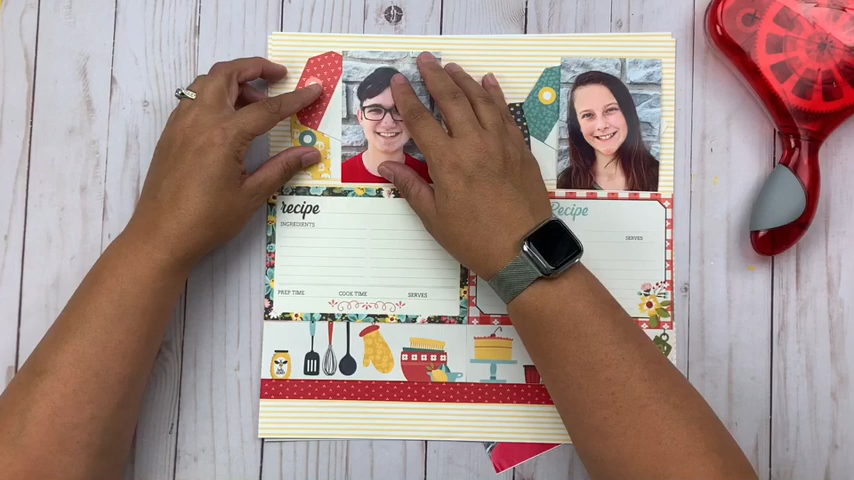 recipe
Recipe
INGREDIENTS
SERVES
PREP TIME COOK TIME SERVES